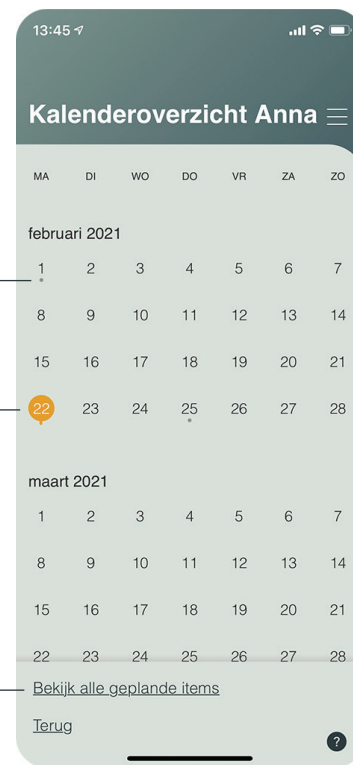 13:45
Kalenderoverzicht Anna
MA DI WO DO VR ZA ZO
februari 2021
1 2 3 4 5 6 7
8 9 10 11 12 13 14
15 16 17 18 19 20 21
22 23 24 25 26 27 28
maart 2021
1 2 3 4 5 6 7
8 9 10 11 12 13 14
15 16 17 18 19 20 21
22 23 24 25 26 27 28
Bekijk alle geplande items
Terug
?